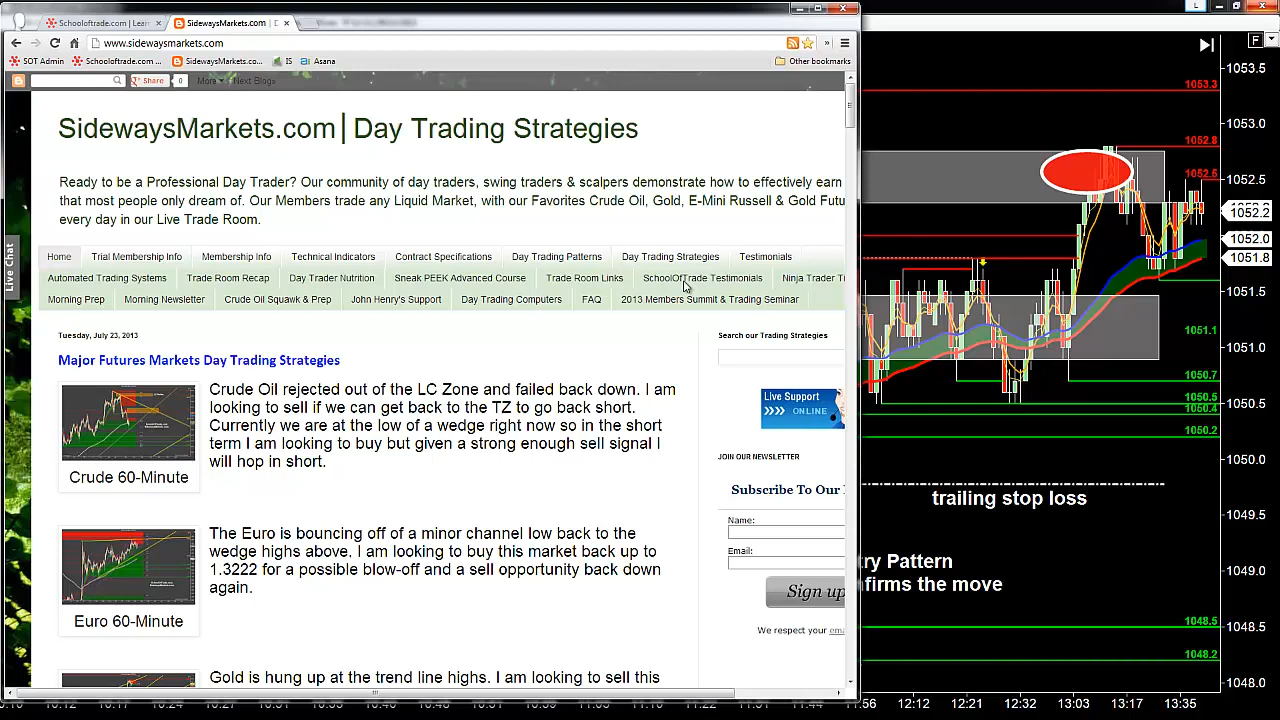 Schooloftrade.com | Learn
SidewaysMarkets.com | D
www.sidewaysmarkets.com
SOT Admin
Schooloftrade.com ...
SidewaysMarkets.co...
IS
Asana
Other bookmarks
Share
0
More
Next Blog»
SidewaysMarkets.com| Day Trading Strategies
Ready to be a Professional Day Trader? Our community of day traders, swing traders & scalpers demonstrate how to effectively earn
that most people only dream of. Our Members trade any Liquid Market, with our Favorites Crude Oil, Gold, E-Mini Russell & Gold Futu
every day in our Live Trade Room.
Live Chat
Home Trial Membership Info Membership Info Technical Indicators Contract Specifications Day Trading Patterns Day Trading Strategies Testimonials
Automated Trading Systems Trade Room Recap Day Trader Nutrition Sneak PEEK Advanced Course Trade Room Links SchoolOfTrade Testimonials Ninja Trader T
Morning Prep Morning Newsletter Crude Oil Squawk & Prep John Henry's Support Day Trading Computers FAQ 2013 Members Summit & Trading Seminar
Tuesday, July 23, 2013
Major Futures Markets Day Trading Strategies
Crude Oil rejected out of the LC Zone and failed back down. I am
looking to sell if we can get back to the TZ to go back short.
Currently we are at the low of a wedge right now so in the short
term I am looking to buy but given a strong enough sell signal I
will hop in short.
Crude 60-Minute
The Euro is bouncing off of a minor channel low back to the
wedge highs above. I am looking to buy this market back up to
1.3222 for a possible blow-off and a sell opportunity back down
again.
Euro 60-Minute
Gold is hung up at the trend line highs. I am looking to sell this
Search our Trading Strategies
Live Support
>>> ONLINE
JOIN OUR NEWSLETTER
Subscribe To Our
Name:
Email:
Sign up
We respect your ema
F
L
1053.5
1053.3
1053.0
1052.8
1052.6
1052.5
1052.2
1052.0
1051.8
1051.5
1051.1
1051.0
1050.7
1050.5
1050.5
1050.4
1050.2
1050.0
1049.5
1049.0
1048.5
1048.5
1048.2
1048.0
trailing stop loss
ry Pattern
nfirms the move
12:12 12:21 12:32 13:03 13:17 13:35